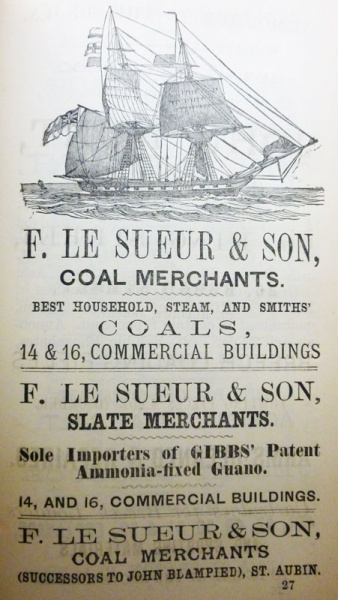 F. LE SUEUR & SON,
COAL MERCHANTS.
BEST HOUSEHOLD, STEAM, AND SMITHS'
COALS,
14 & 16, COMMERCIAL BUILDINGS
F. LE SUEUR & SON,
SLATE MERCHANTS.
Sole Importers of GIBBS' Patent
Ammonia-fixed Guano.
14, AND 16, COMMERCIAL BUILDINGS.
F. LE SUEUR & SON,
COAL MERCHANTS
(SUCCESSORS TO JOHN BLAMPIED), ST. AUBIN.
27